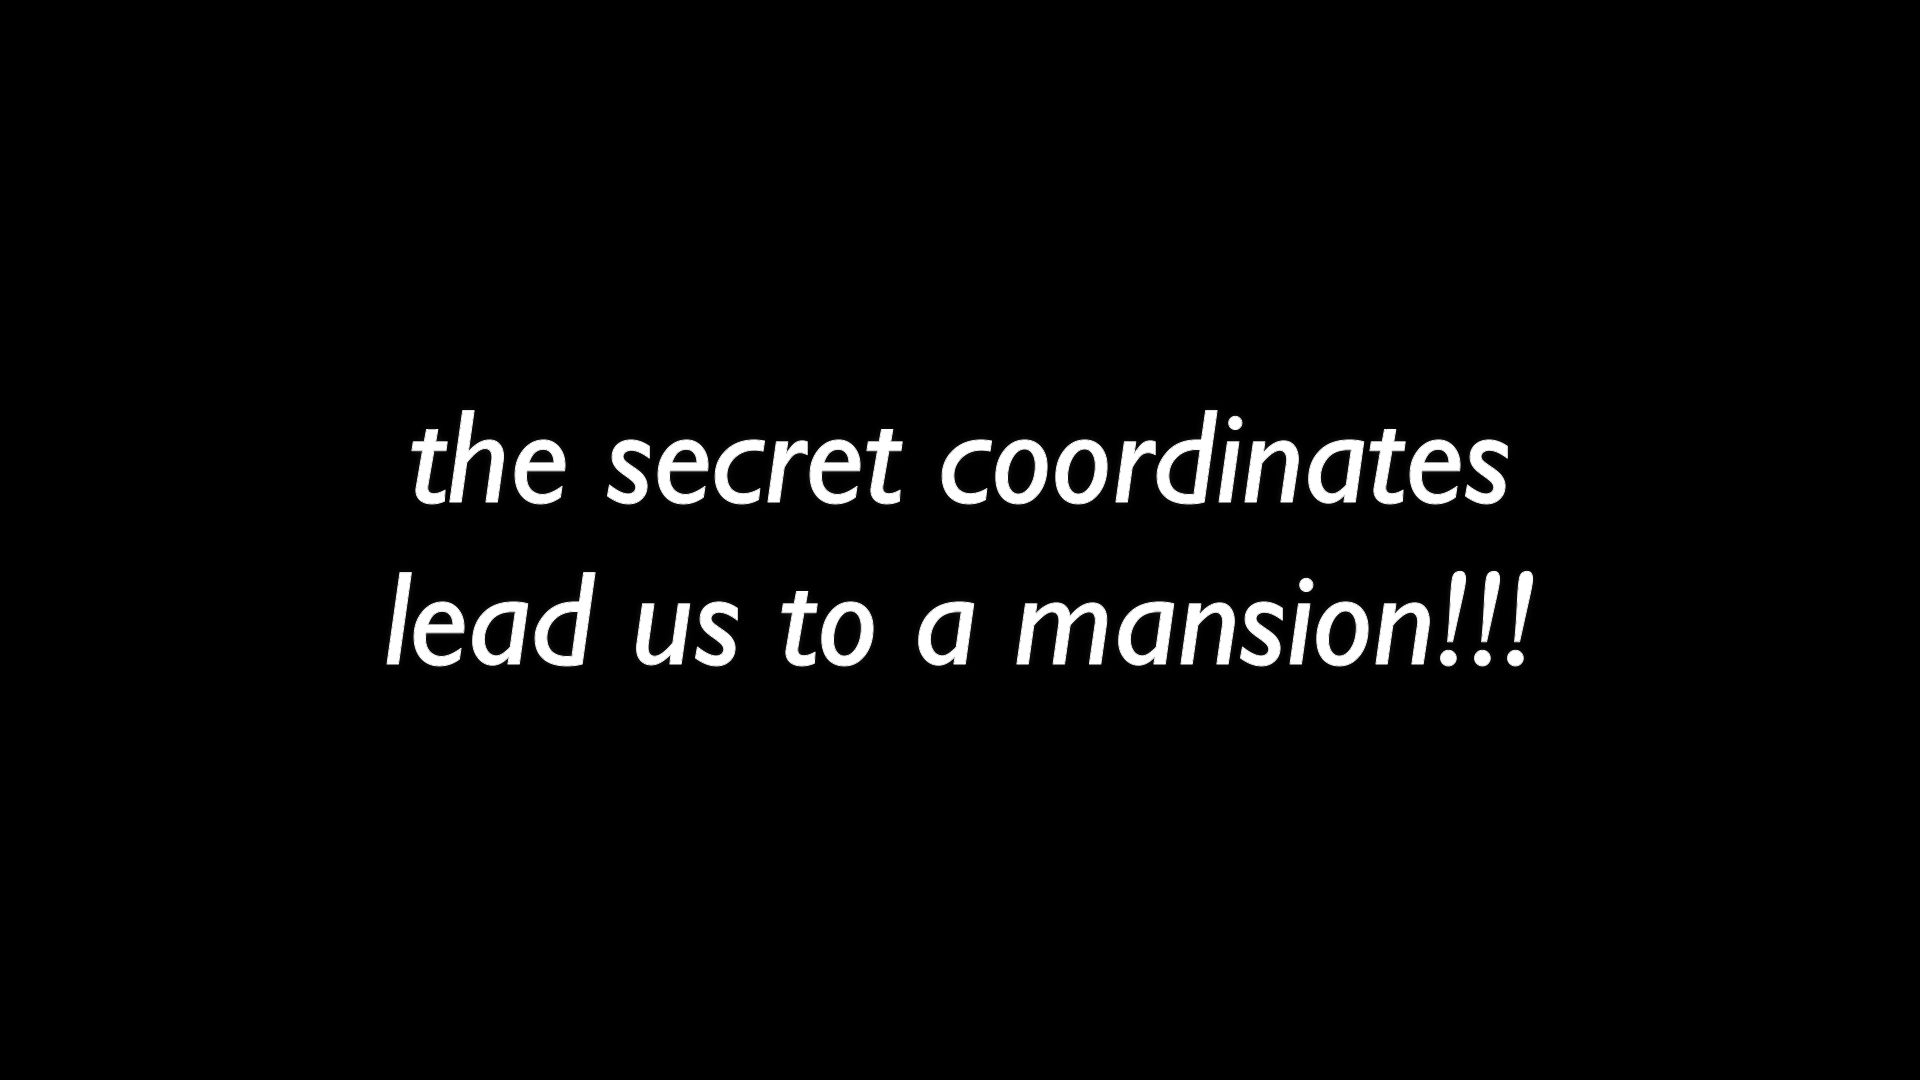 the secret coordinates
lead us to a mansion!!!